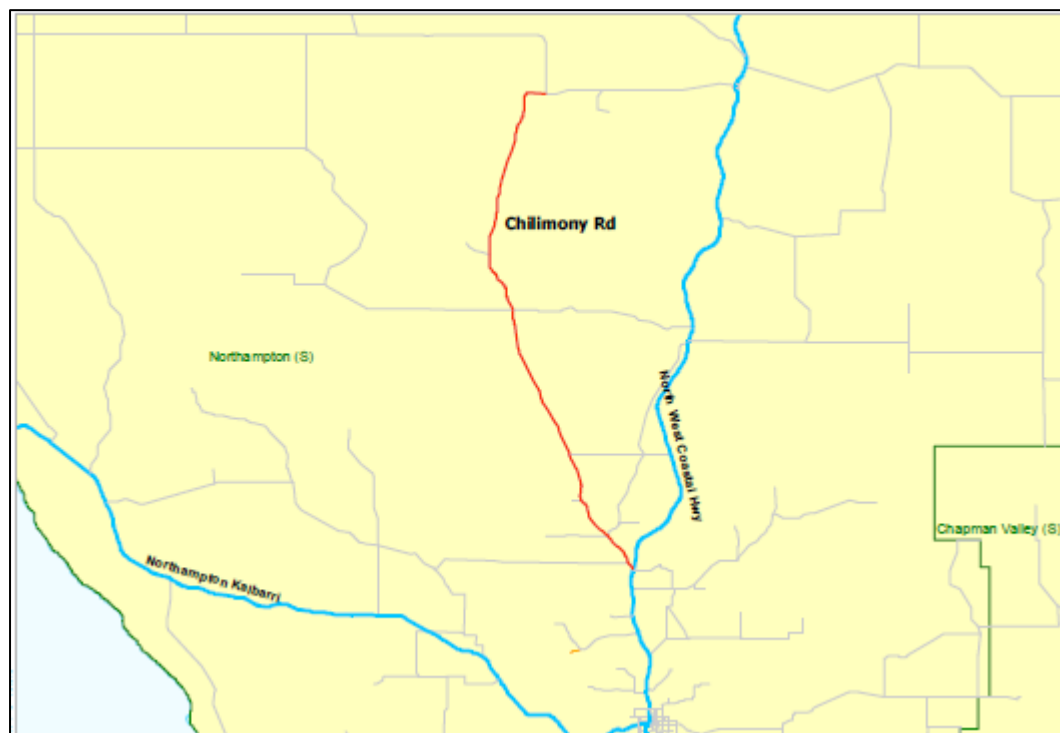 Chilimony Rd
Northampton (S)
North West Coastal Hwy
Chapman Valley (S)
Northampton Kalbarri